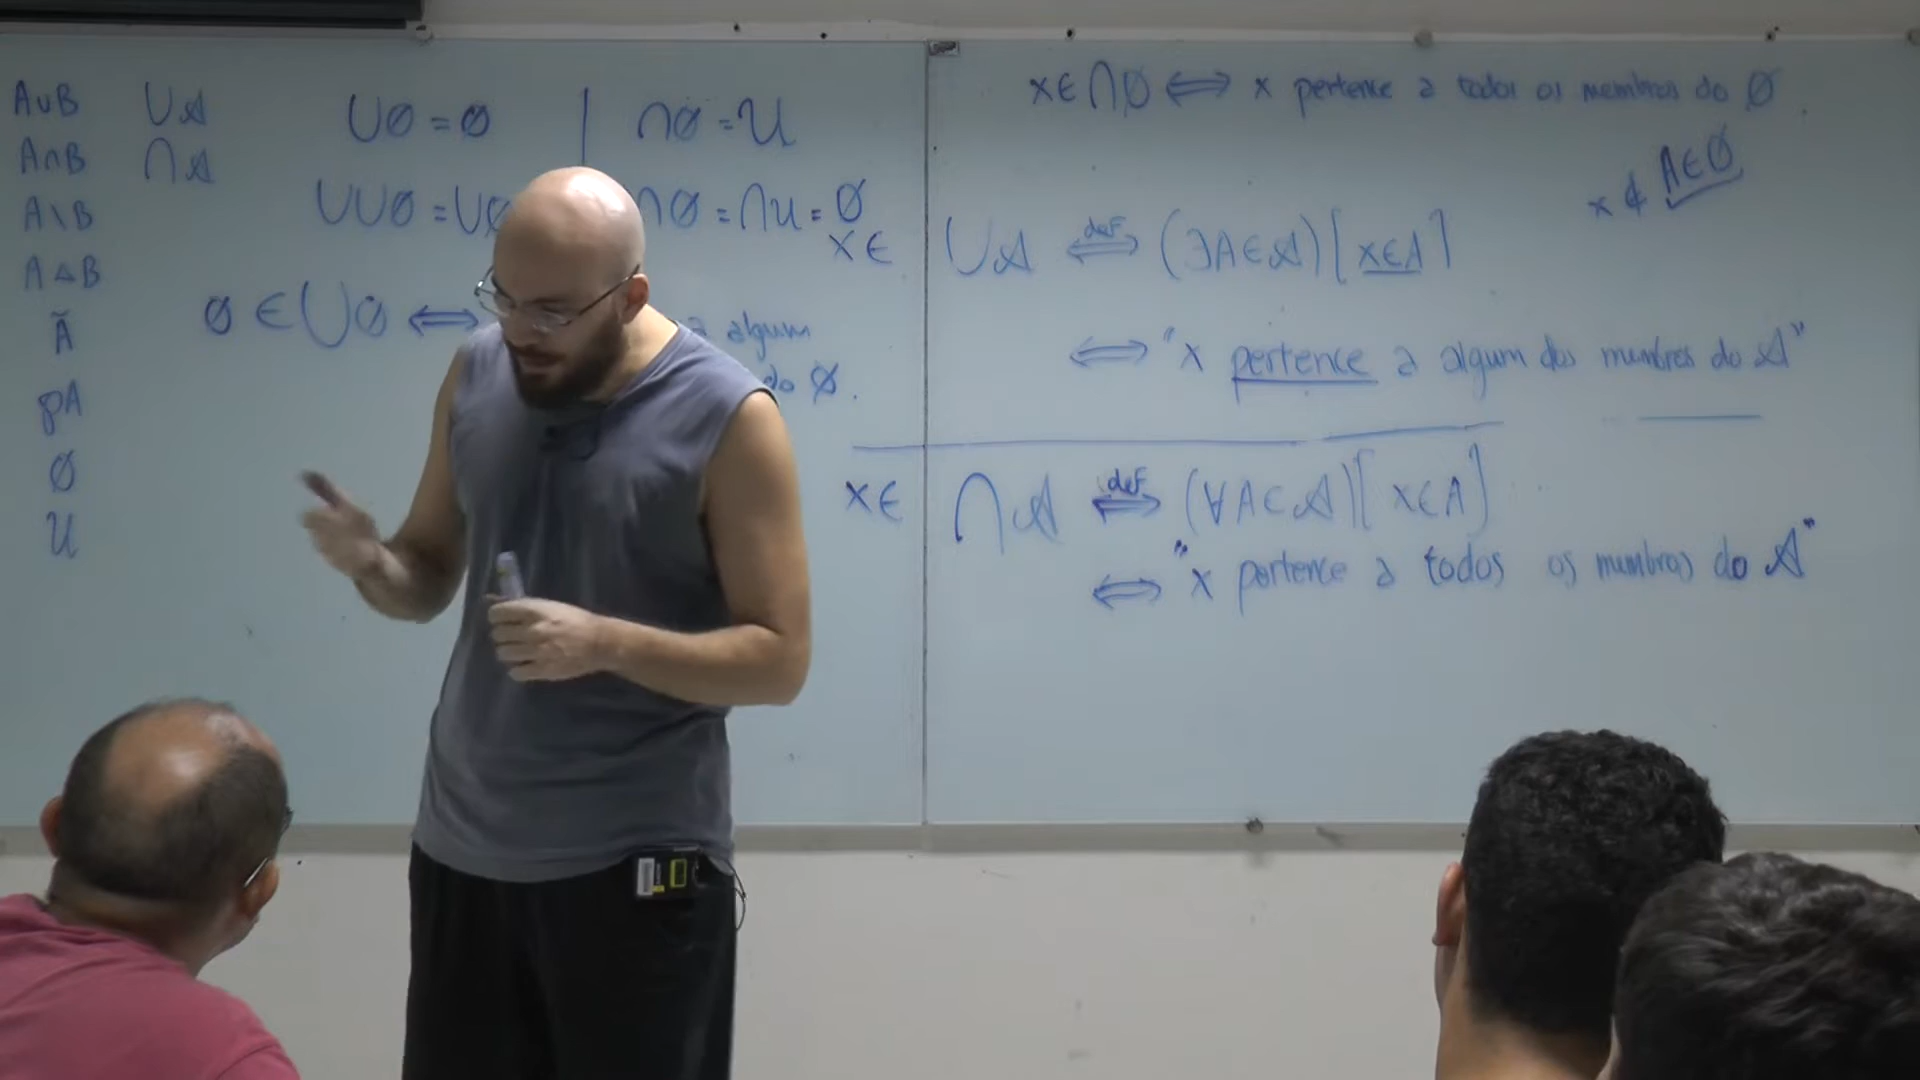 A∪B
A∩B
A\B
A△B
Ã
℘A
∅
𝒰
∪𝒜
∩𝒜
∪∅ = ∅ | ∩∅ = 𝒰
∪∪∅ = ∪∅
∩∅ = ∩𝒰 = ∅
∅ ∈ ∪∅ ⟺
a algum
do ∅.
x ∈ ∩∅ ⟺ x pertence a todos os membros do ∅.
x ∉ A∈∅
x ∈ ∪𝒜 ⟺def (∃A∈𝒜)[x∈A]
⟺ "x pertence a algum dos membros do 𝒜"
x ∈ ∩𝒜 ⟺def (∀A∈𝒜)[x∈A]
⟺ "x pertence a todos os membros do 𝒜"